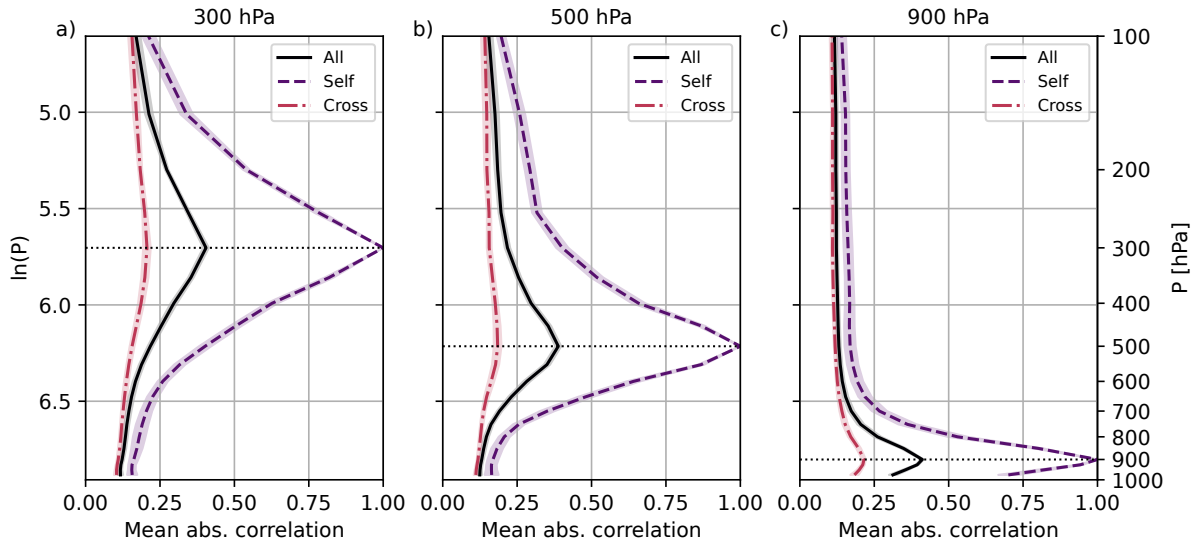 300 hPa
500 hPa
900 hPa
a)
b)
c)
All
Self
Cross
All
Self
Cross
All
Self
Cross
ln(P)
5.0
5.5
6.0
6.5
100
200
300
400
500
600
700
800
900
1000
P [hPa]
0.00 0.25 0.50 0.75 1.00
0.00 0.25 0.50 0.75 1.00
0.00 0.25 0.50 0.75 1.00
Mean abs. correlation
Mean abs. correlation
Mean abs. correlation